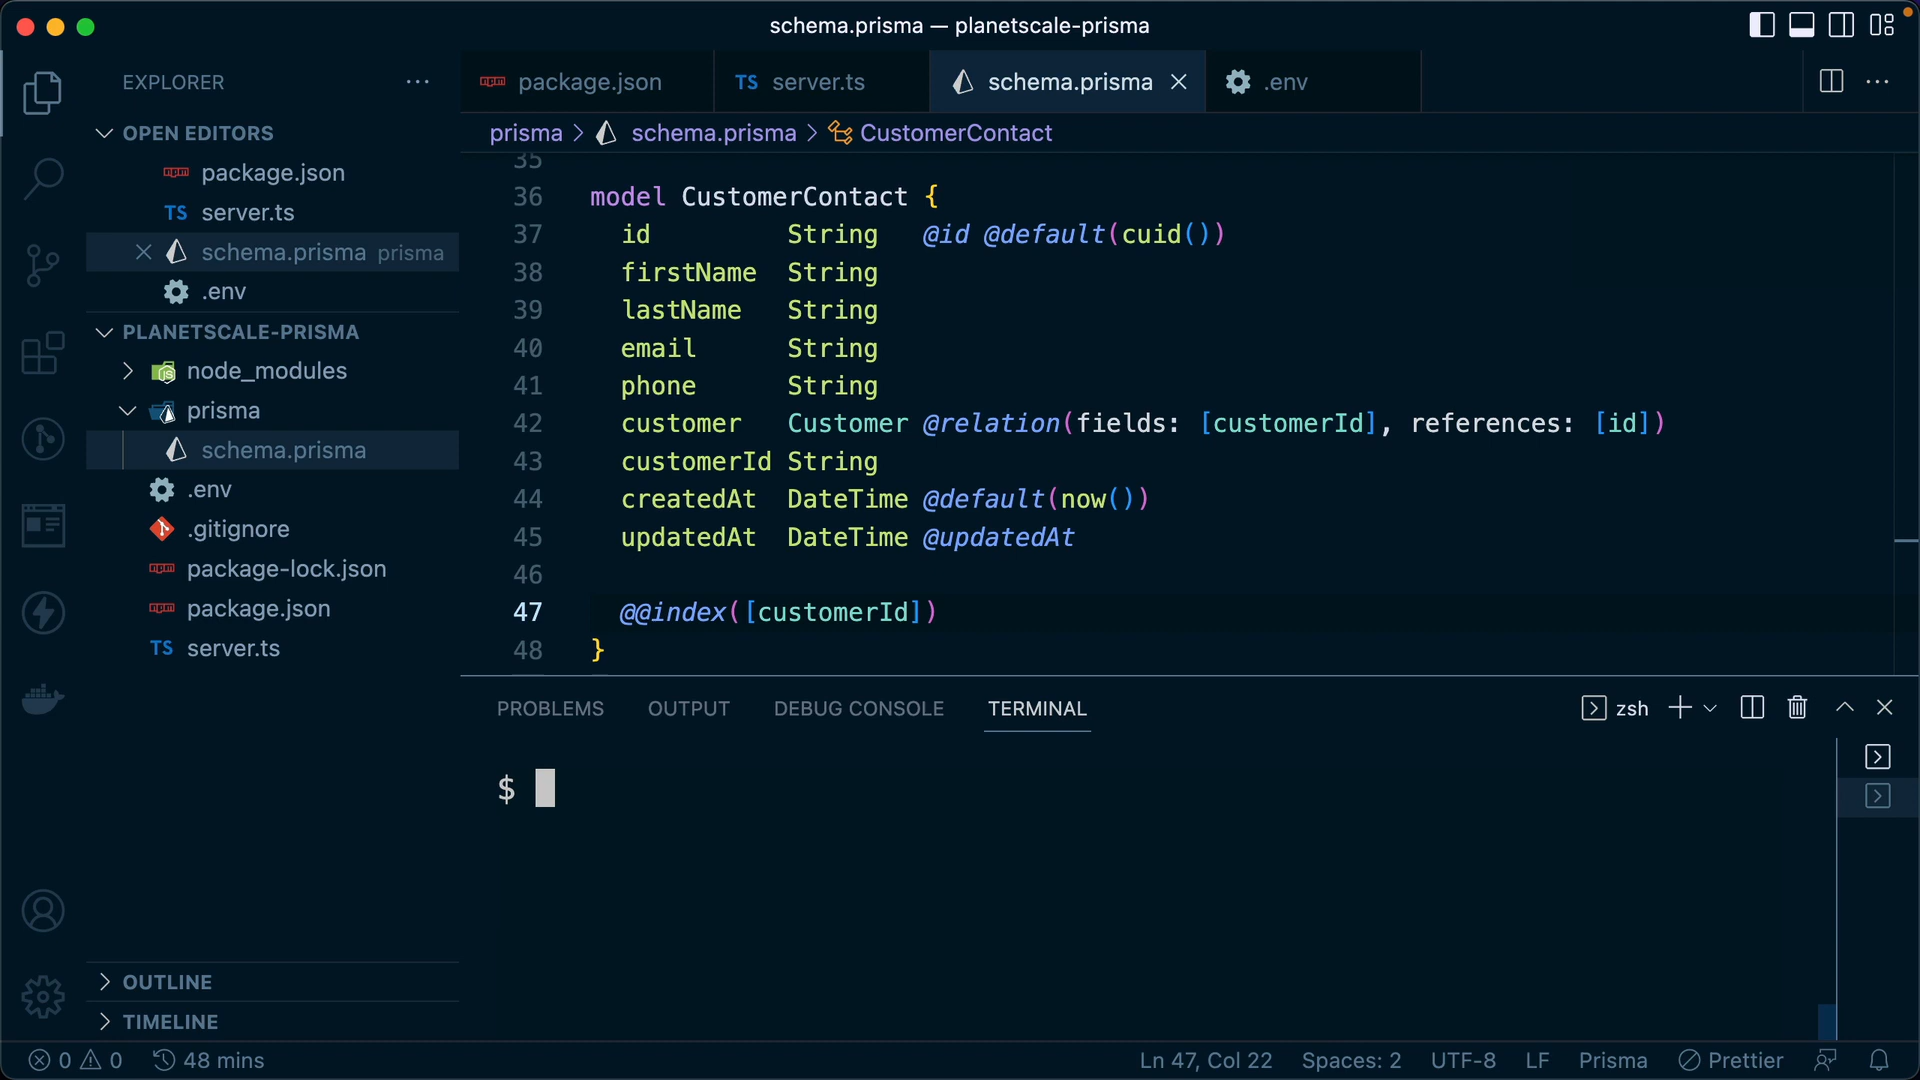 schema.prisma — planetscale-prisma
EXPLORER
OPEN EDITORS
package.json
TS server.ts
schema.prisma prisma
.env
PLANETSCALE-PRISMA
node_modules
prisma
schema.prisma
.env
.gitignore
package-lock.json
package.json
TS server.ts
OUTLINE
TIMELINE
package.json
TS server.ts
schema.prisma
.env
prisma > schema.prisma > CustomerContact
35
36 model CustomerContact {
37 id String @id @default(cuid())
38 firstName String
39 lastName String
40 email String
41 phone String
42 customer Customer @relation(fields: [customerId], references: [id])
43 customerId String
44 createdAt DateTime @default(now())
45 updatedAt DateTime @updatedAt
46
47 @@index([customerId])
48 }
PROBLEMS OUTPUT DEBUG CONSOLE TERMINAL
zsh
$
0 0 48 mins
Ln 47, Col 22 Spaces: 2 UTF-8 LF Prisma Prettier